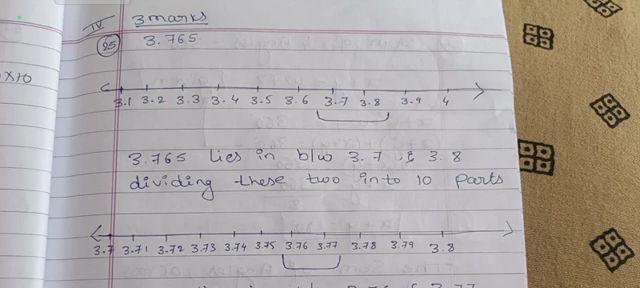 IV 3 marks
25 3.765
0×10
3.1 3.2 3.3 3.4 3.5 3.6 3.7 3.8 3.9 4
3.765 lies in b/w 3.7 & 3.8
dividing these two into 10 parts
3.7 3.71 3.72 3.73 3.74 3.75 3.76 3.77 3.78 3.79 3.8